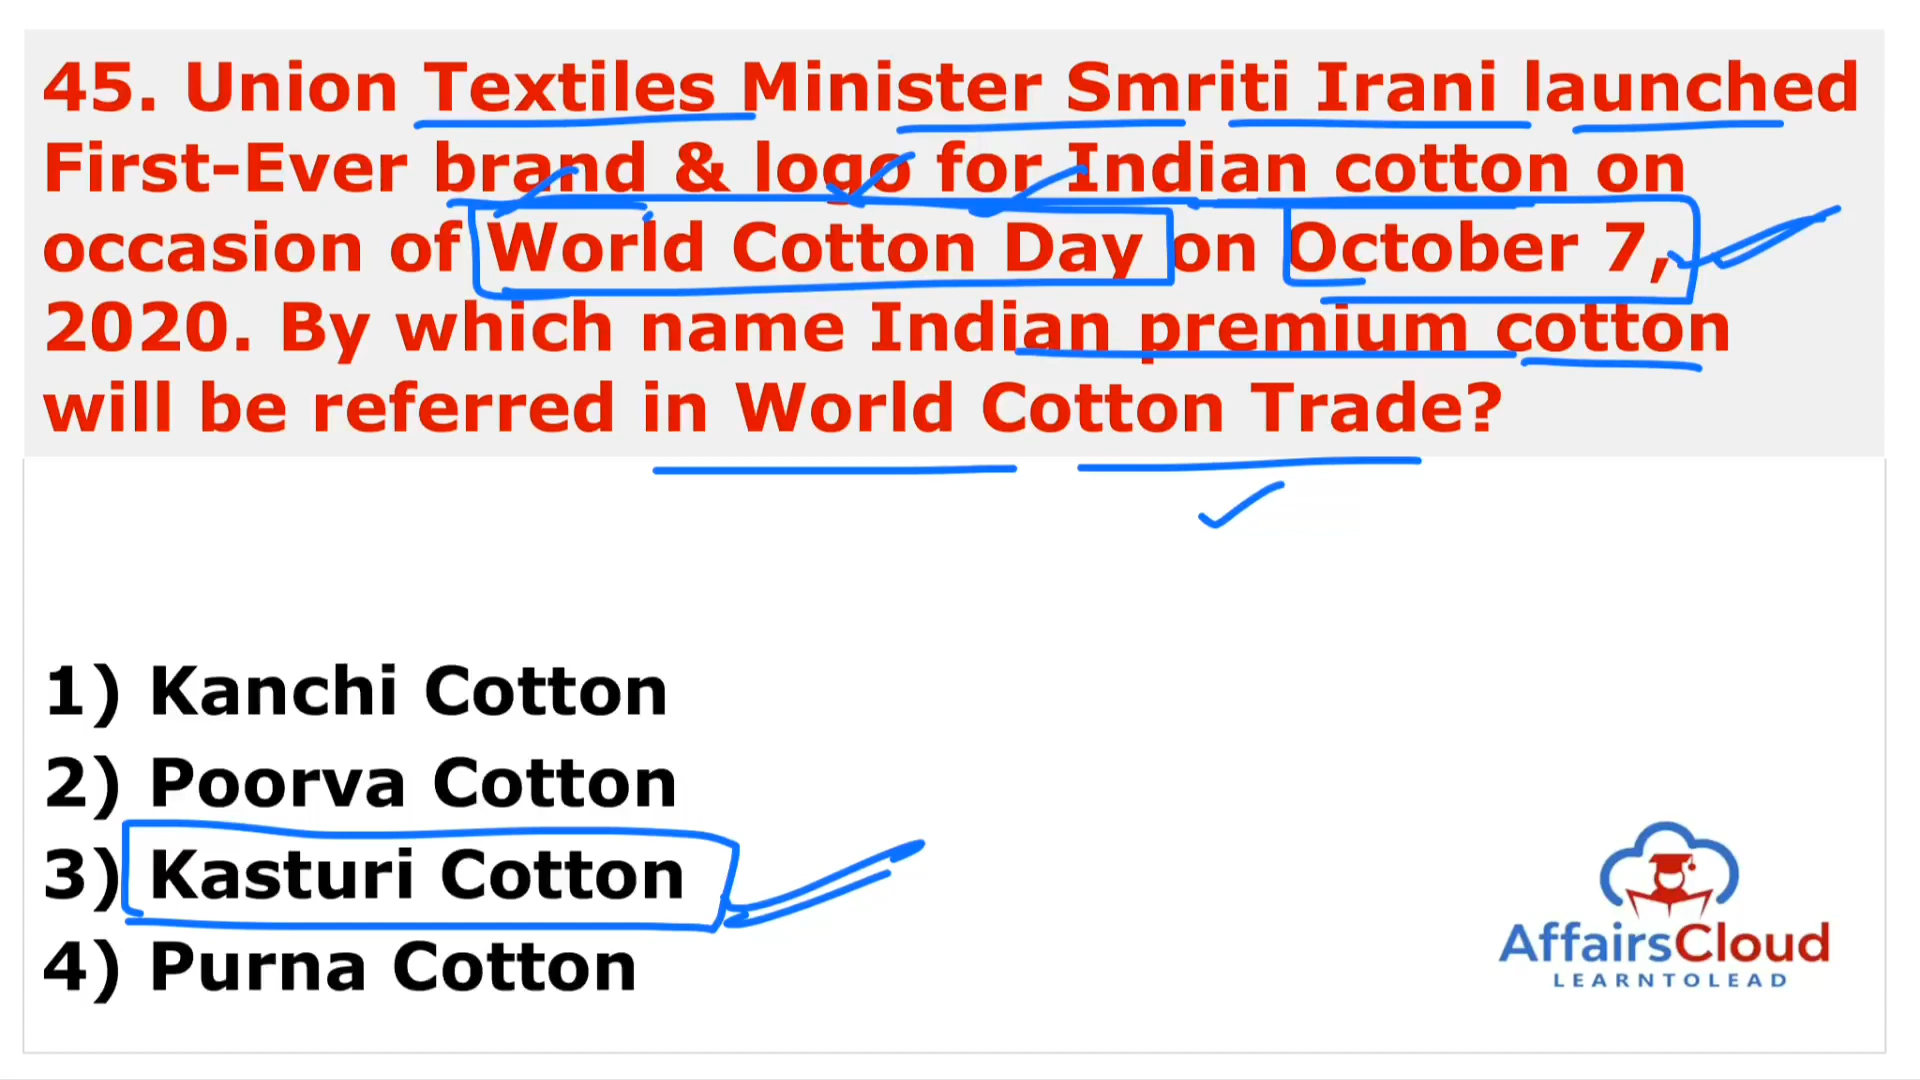 45. Union Textiles Minister Smriti Irani launched
First-Ever brand & logo for Indian cotton on
occasion of World Cotton Day on October 7,
2020. By which name Indian premium cotton
will be referred in World Cotton Trade?
1) Kanchi Cotton
2) Poorva Cotton
3) Kasturi Cotton
4) Purna Cotton
AffairsCloud
LEARNTOLEAD